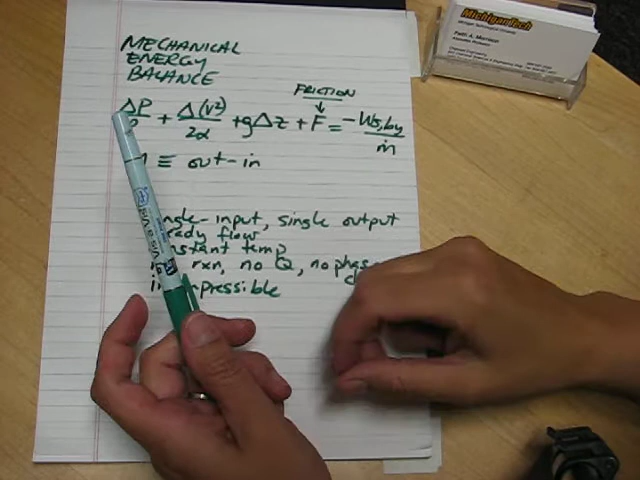 MichiganTech
MECHANICAL
ENERGY
BALANCE
FRICTION
ΔP + Δ(v²) + gΔz + F = -Ws,by
2α ṁ
≡ out-in
single-input, single output
steady flow
constant temp
rxn, no Q, no phase
incompressible